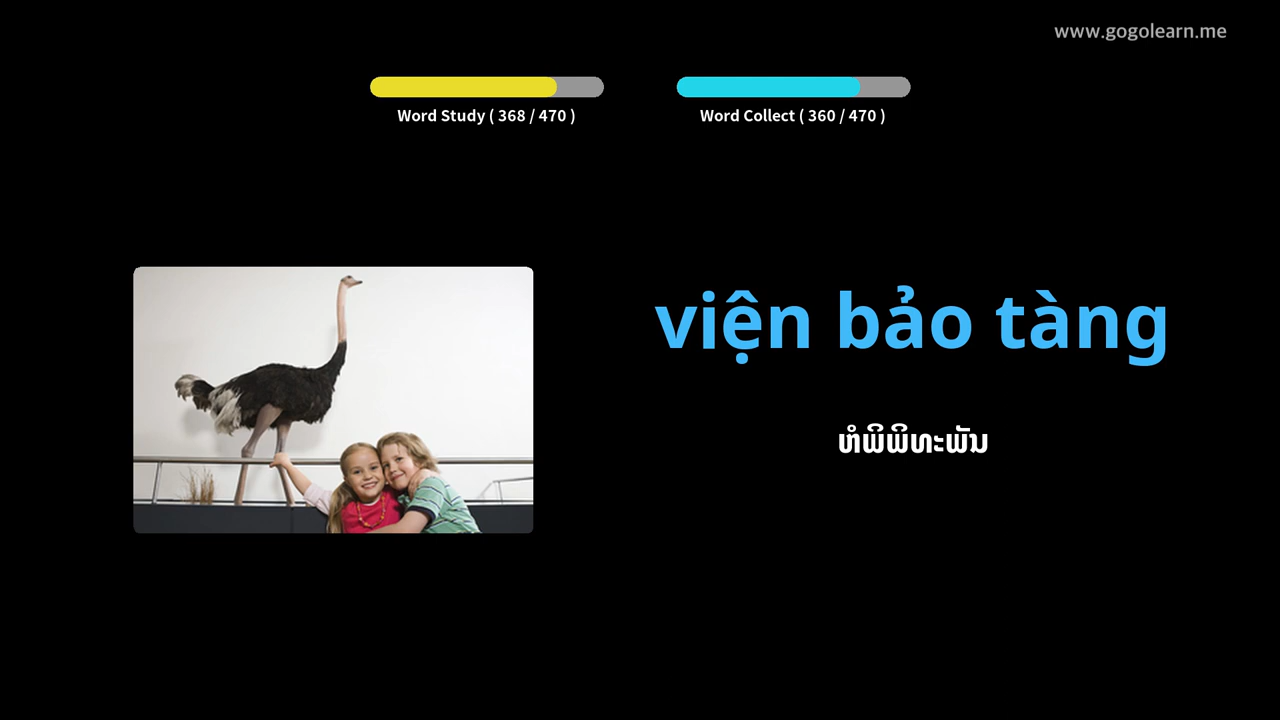 www.gogolearn.me
Word Study ( 368 / 470 )
Word Collect ( 360 / 470 )
viện bảo tàng
ຫໍພິພິທະພັນ